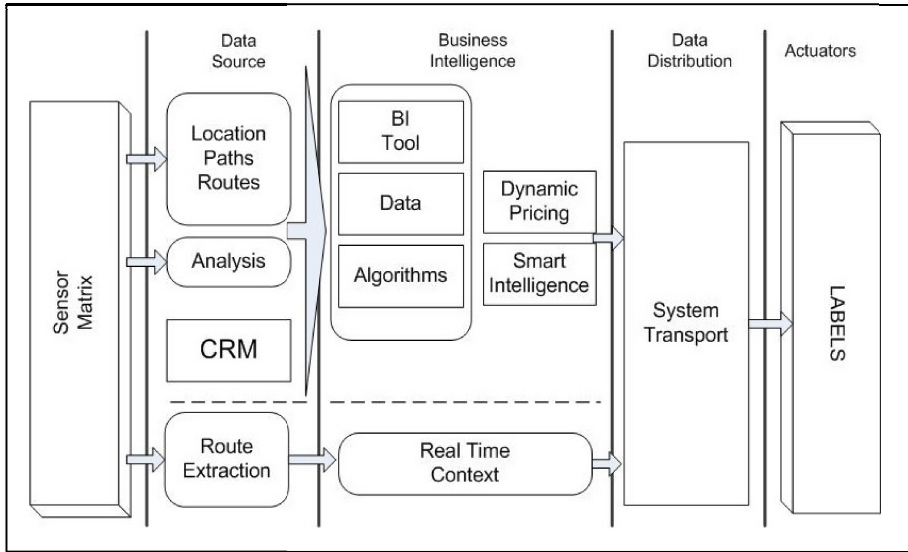 Data
Source
Business
Intelligence
Data
Distribution
Actuators
Sensor
Matrix
Location
Paths
Routes
Analysis
CRM
Route
Extraction
BI
Tool
Data
Algorithms
Dynamic
Pricing
Smart
Intelligence
Real Time
Context
System
Transport
LABELS